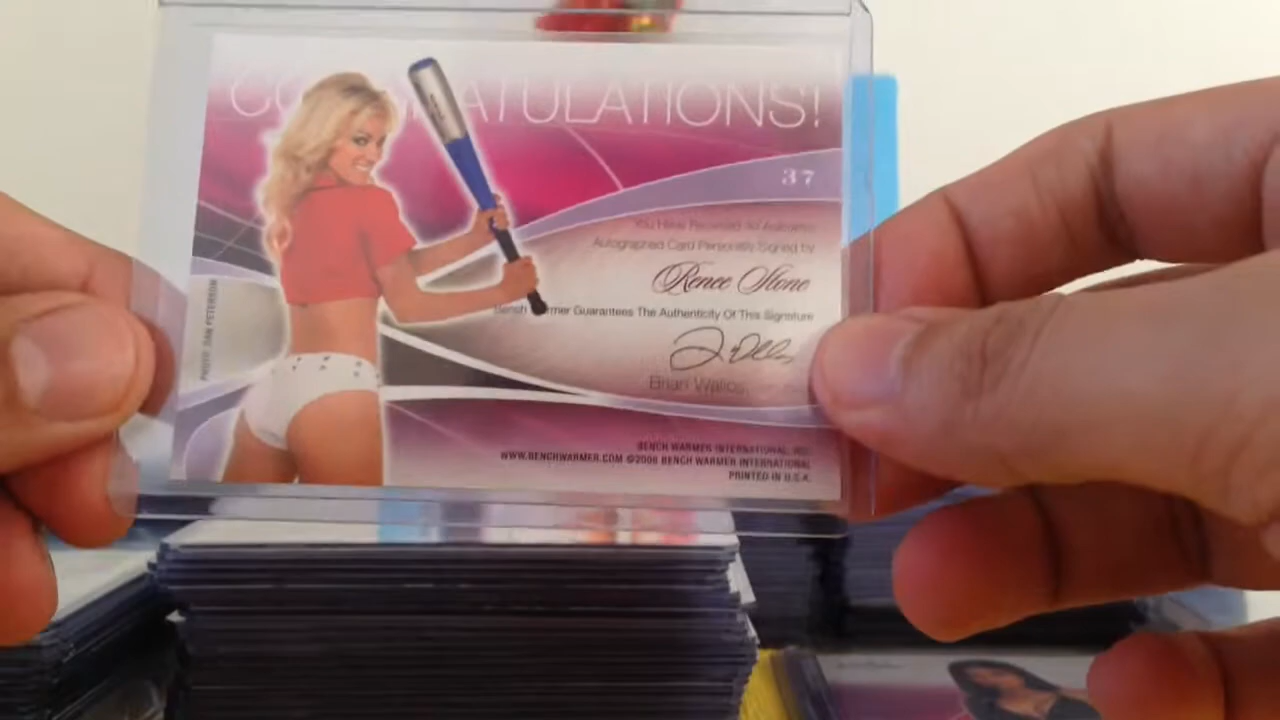 CONGRATULATIONS!
37
You Have Received An Authentic
Autographed Card Personally Signed by
Renee Stone
Bench Warmer Guarantees The Authenticity Of This Signature
Brian Wallos
PHOTO: DAN PETERSON
BENCH WARMER INTERNATIONAL, INC.
WWW.BENCHWARMER.COM ©2006 BENCH WARMER INTERNATIONAL
PRINTED IN U.S.A.